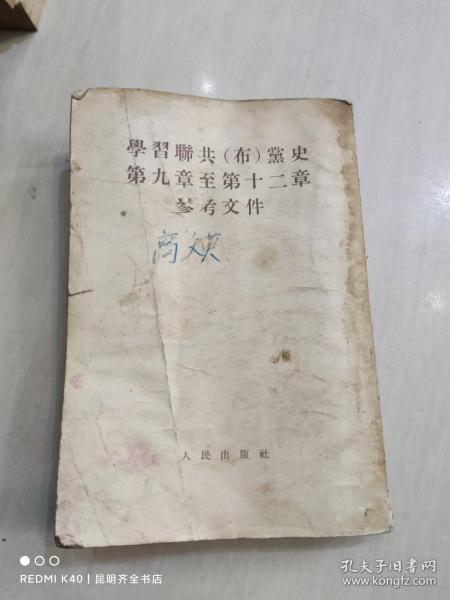 學習聯共(布)黨史
第九章至第十二章
參考文件
高文英
人民出版社
REDMI K40 | 昆明齐全书店
孔夫子旧书网
www.kongfz.com